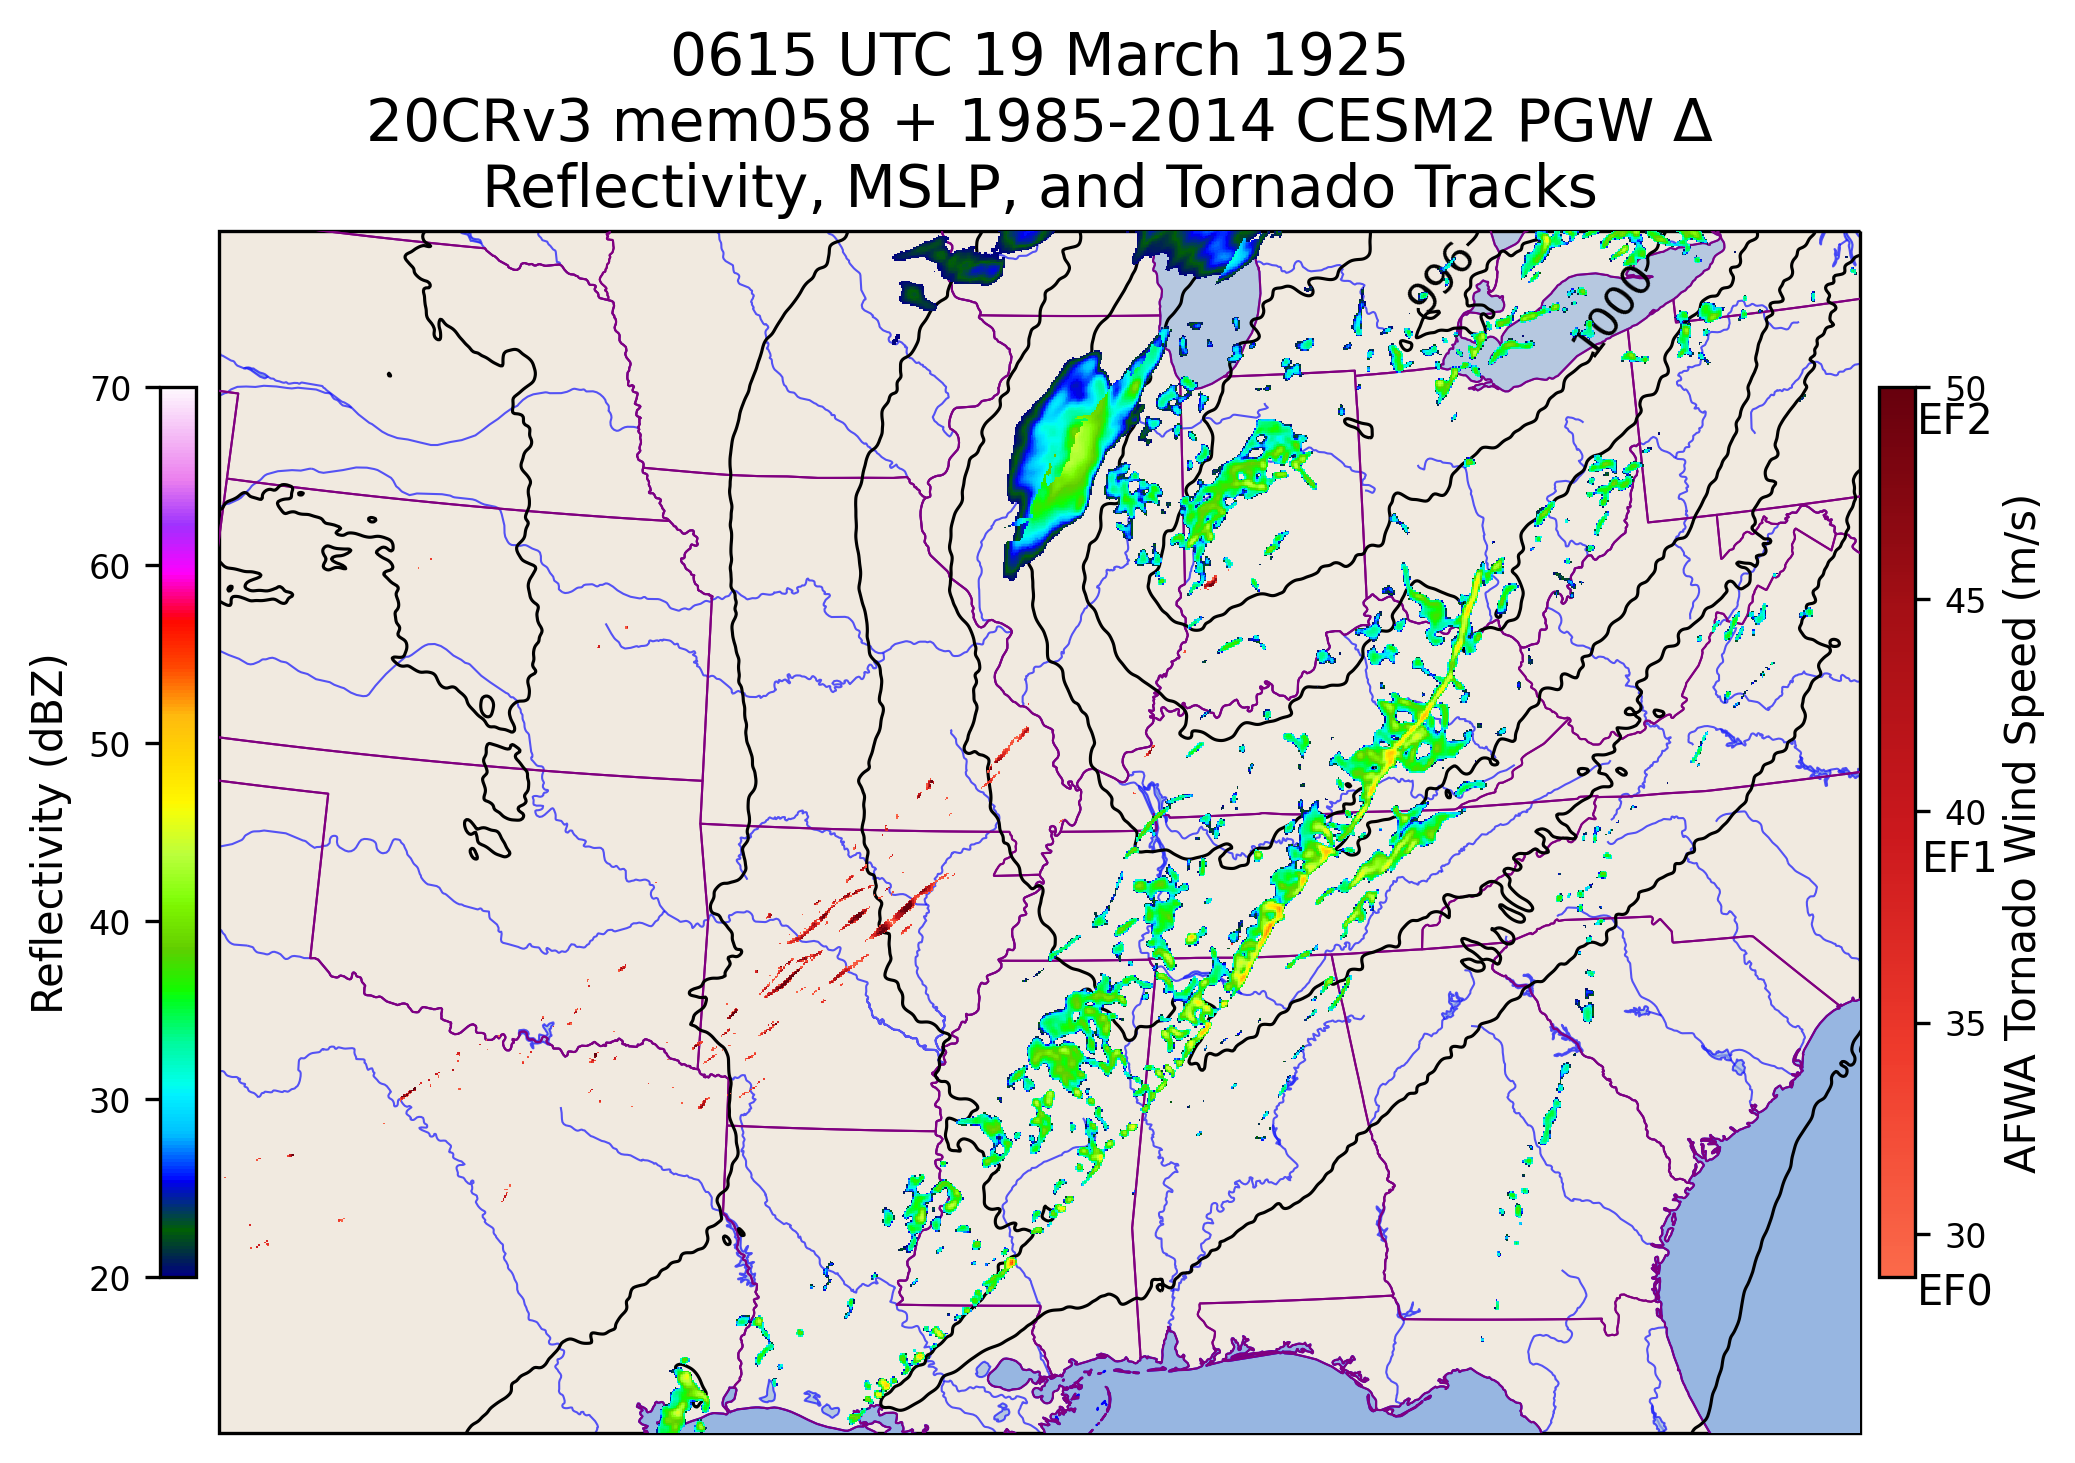 0615 UTC 19 March 1925
20CRv3 mem058 + 1985-2014 CESM2 PGW Δ
Reflectivity, MSLP, and Tornado Tracks
996
1000
Reflectivity (dBZ)
70
60
50
40
30
20
50
EF2
45
40
EF1
35
30
EF0
AFWA Tornado Wind Speed (m/s)